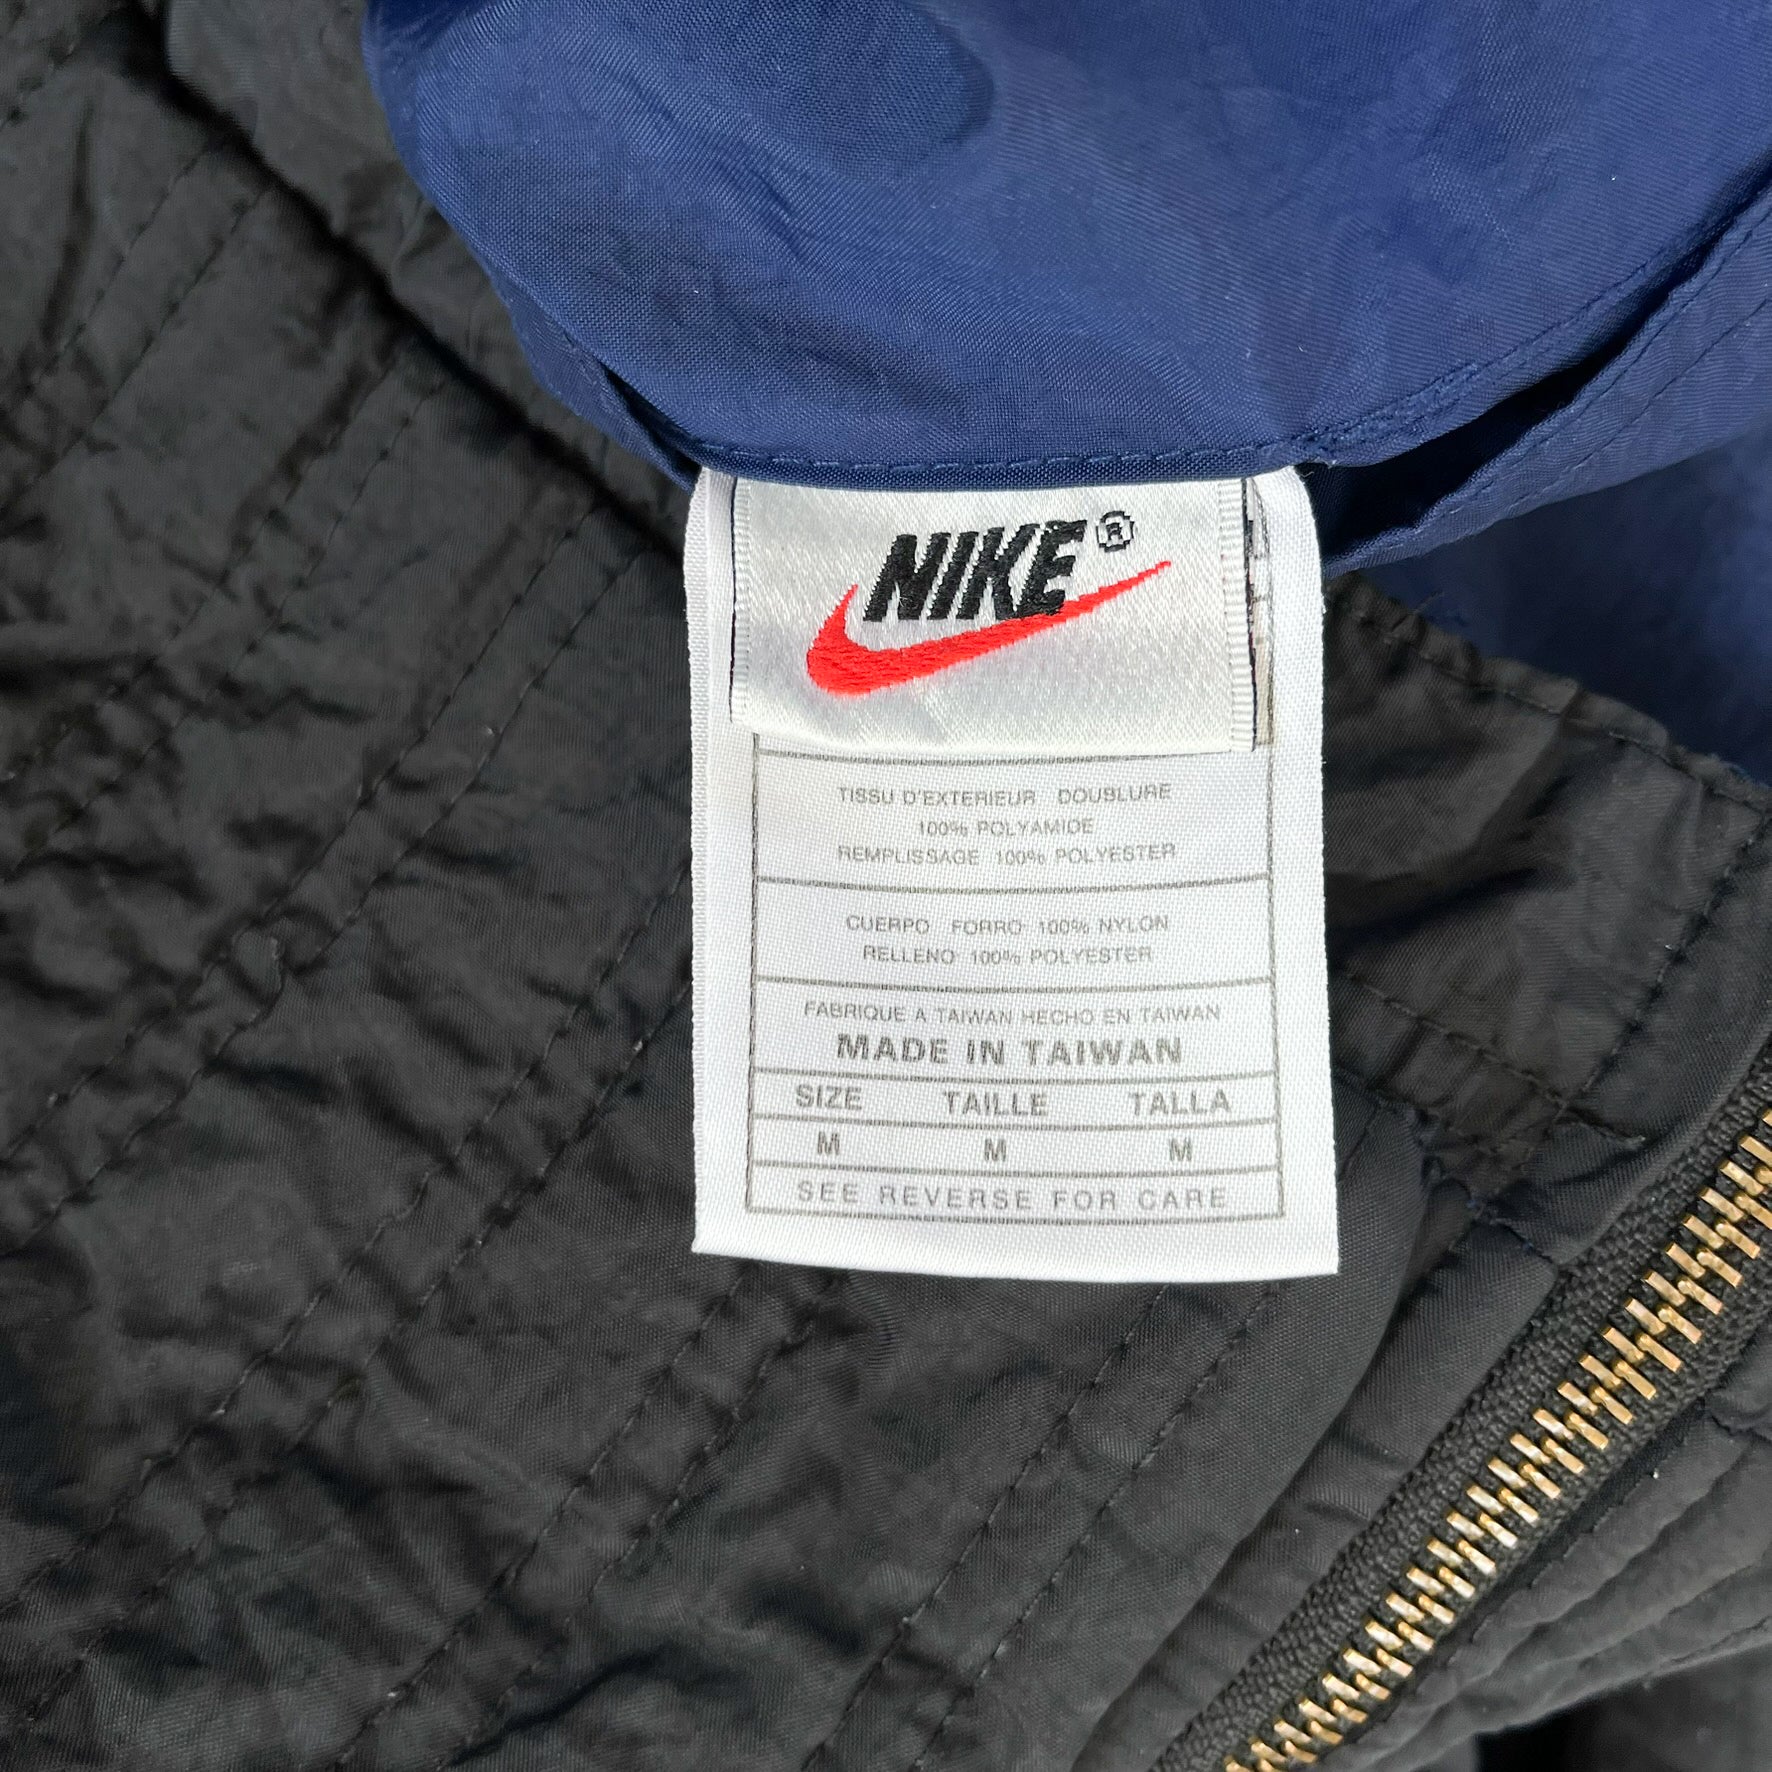 NIKE®
TISSU D'EXTERIEUR DOUBLURE
100% POLYAMIDE
REMPLISSAGE 100% POLYESTER
CUERPO FORRO 100% NYLON
RELLENO 100% POLYESTER
FABRIQUE A TAIWAN HECHO EN TAIWAN
MADE IN TAIWAN
SIZE TAILLE TALLA
M M M
SEE REVERSE FOR CARE